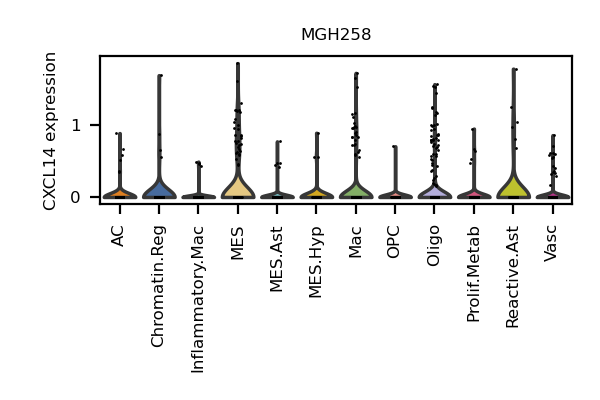 MGH258
CXCL14 expression
1
0
AC
Chromatin.Reg
Inflammatory.Mac
MES
MES.Ast
MES.Hyp
Mac
OPC
Oligo
Prolif.Metab
Reactive.Ast
Vasc